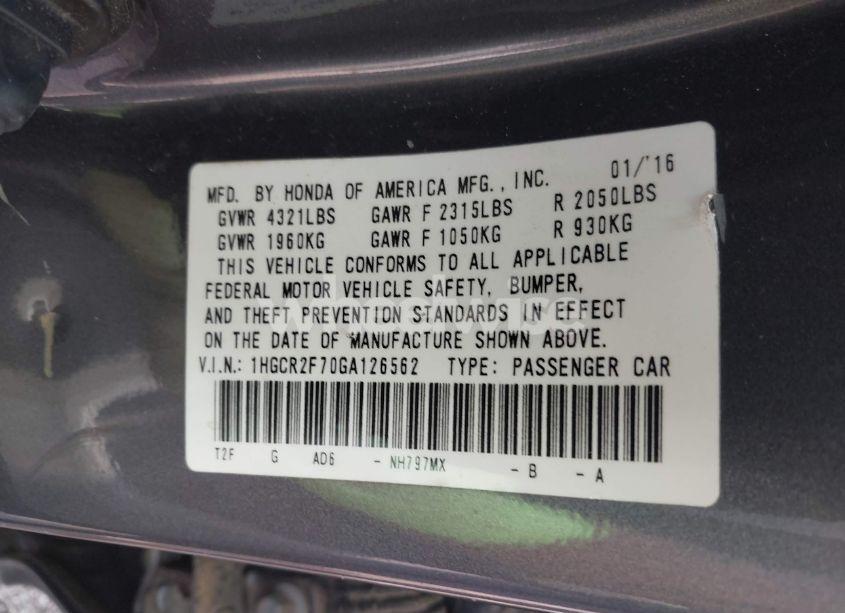 MFD. BY HONDA OF AMERICA MFG., INC. 01/'16
GVWR 4321LBS GAWR F 2315LBS R 2050LBS
GVWR 1960KG GAWR F 1050KG R 930KG
THIS VEHICLE CONFORMS TO ALL APPLICABLE
FEDERAL MOTOR VEHICLE SAFETY, BUMPER,
AND THEFT PREVENTION STANDARDS IN EFFECT
ON THE DATE OF MANUFACTURE SHOWN ABOVE.
V.I.N.: 1HGCR2F70GA126562 TYPE: PASSENGER CAR
T2F G AD6 - NH797MX - B - A